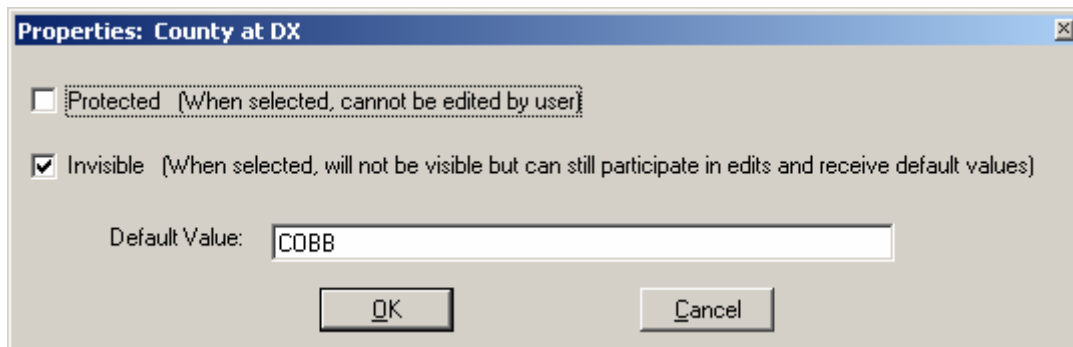 Properties: County at DX
Protected (When selected, cannot be edited by user)
Invisible (When selected, will not be visible but can still participate in edits and receive default values)
Default Value: COBB
OK Cancel